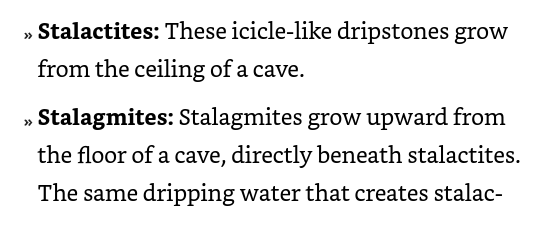 » Stalactites: These icicle-like dripstones grow
from the ceiling of a cave.
» Stalagmites: Stalagmites grow upward from
the floor of a cave, directly beneath stalactites.
The same dripping water that creates stalac-